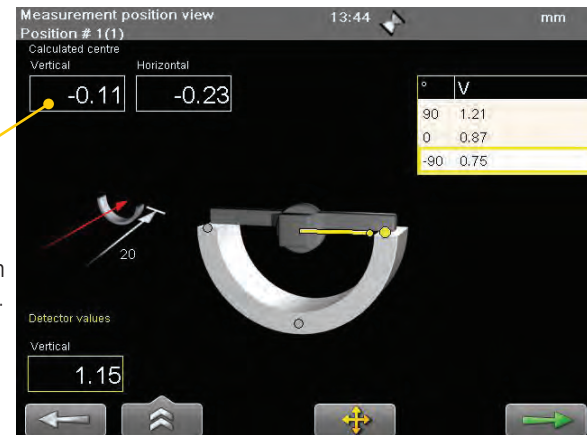 Measurement position view 13:44 mm
Position # 1(1)
Calculated centre
Vertical Horizontal
-0.11 -0.23
° V
90 1.21
0 0.87
-90 0.75
20
Detector values
Vertical
1.15